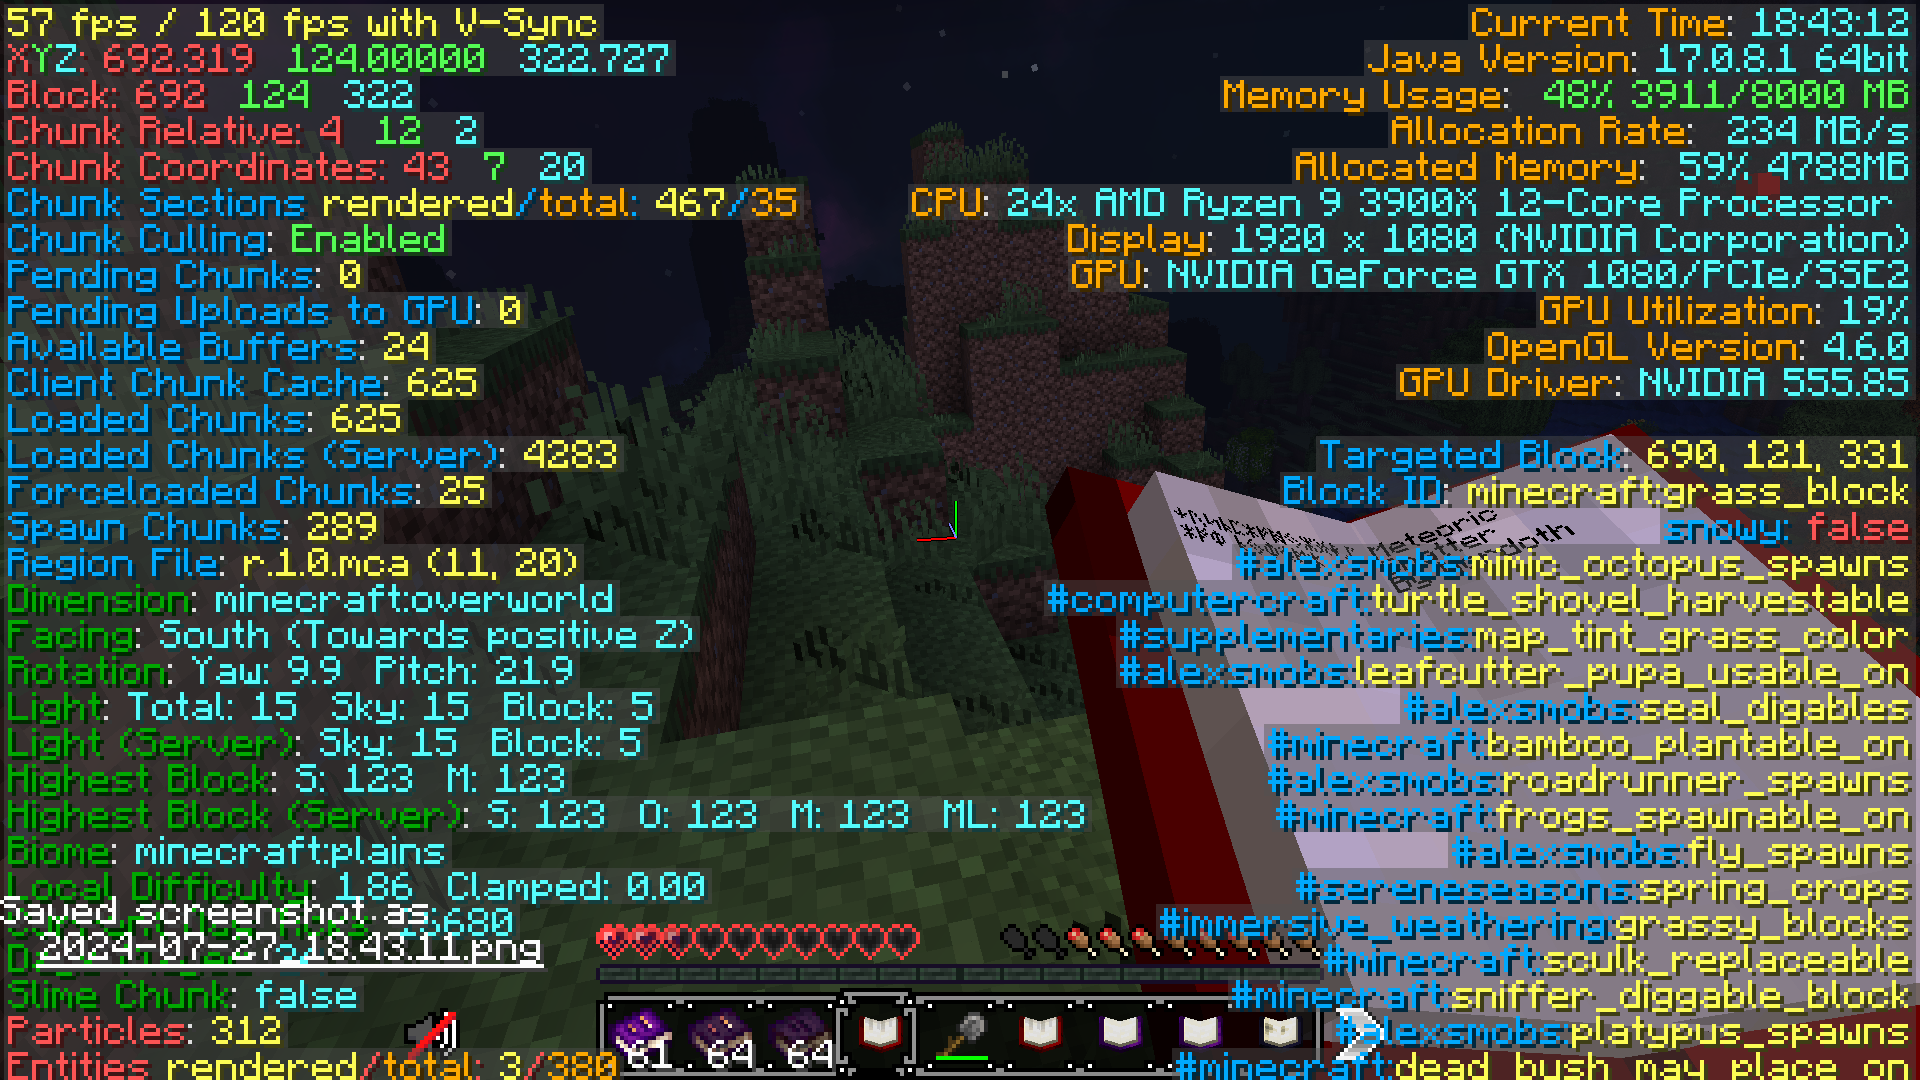 57 fps / 120 fps with V-Sync
XYZ: 692.319 124.00000 322.727
Block: 692 124 322
Chunk Relative: 4 12 2
Chunk Coordinates: 43 7 20
Chunk Sections rendered/total: 467/35
Chunk Culling: Enabled
Pending Chunks: 0
Pending Uploads to GPU: 0
Available Buffers: 24
Client Chunk Cache: 625
Loaded Chunks: 625
Loaded Chunks (Server): 4283
Forceloaded Chunks: 25
Spawn Chunks: 289
Region File: r.1.0.mca (11, 20)
Dimension: minecraft:overworld
Facing: South (Towards positive Z)
Rotation: Yaw: 9.9 Pitch: 21.9
Light: Total: 15 Sky: 15 Block: 5
Light (Server): Sky: 15 Block: 5
Highest Block: S: 123 M: 123
Highest Block (Server): S: 123 O: 123 M: 123 ML: 123
Biome: minecraft:plains
Local Difficulty: 1.86 Clamped: 0.00
Saved screenshot as
2024-07-27_18.43.11.png
Slime Chunk: false
Particles: 312
Entities rendered/total: 3/380
Current Time: 18:43:12
Java Version: 17.0.8.1 64bit
Memory Usage: 48% 3911/8000 MB
Allocation Rate: 234 MB/s
Allocated Memory: 59% 4788MB
CPU: 24x AMD Ryzen 9 3900X 12-Core Processor
Display: 1920 x 1080 (NVIDIA Corporation)
GPU: NVIDIA GeForce GTX 1080/PCIe/SSE2
GPU Utilization: 19%
OpenGL Version: 4.6.0
GPU Driver: NVIDIA 555.85
Targeted Block: 690, 121, 331
Block ID: minecraft:grass_block
snowy: false
#alexsmobs:mimic_octopus_spawns
#computercraft:turtle_shovel_harvestable
#supplementaries:map_tint_grass_color
#alexsmobs:leafcutter_pupa_usable_on
#alexsmobs:seal_digables
#minecraft:bamboo_plantable_on
#alexsmobs:roadrunner_spawns
#minecraft:frogs_spawnable_on
#alexsmobs:fly_spawns
#sereneseasons:spring_crops
#immersive_weathering:grassy_blocks
#minecraft:sculk_replaceable
#minecraft:sniffer_diggable_block
#alexsmobs:platypus_spawns
#minecraft:dead_bush_may_place_on
Meteoric
61 64 64